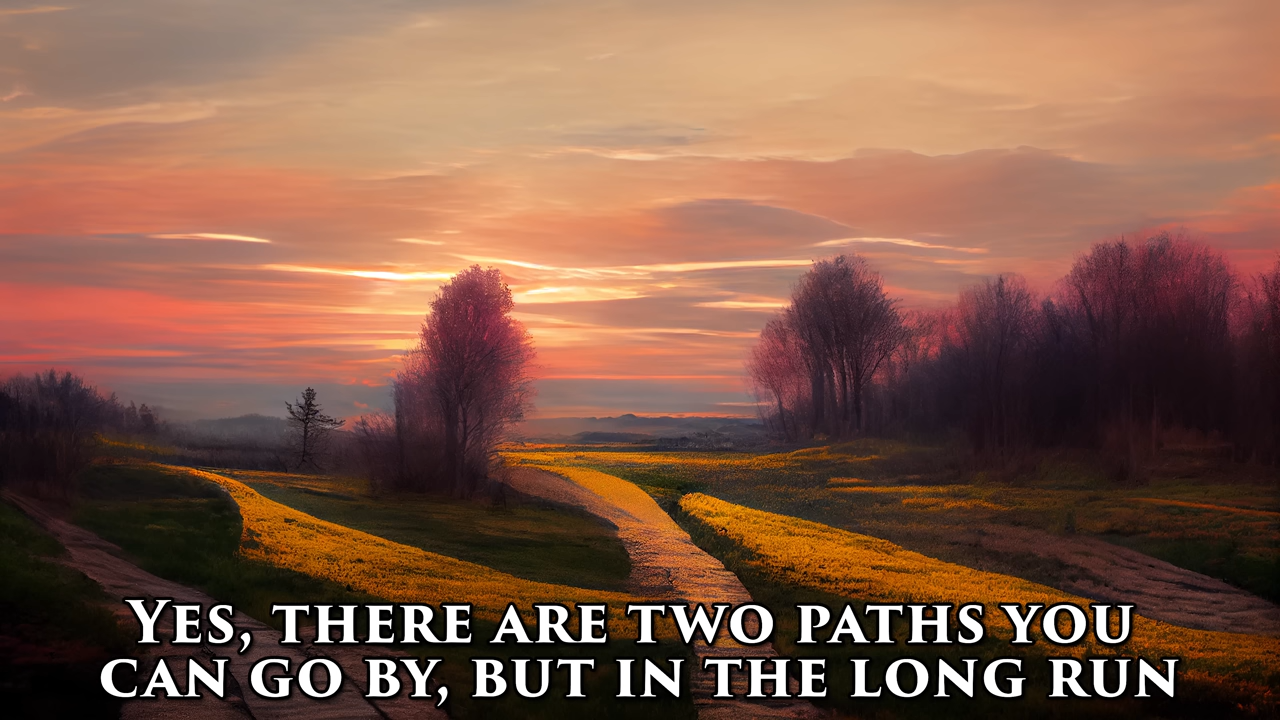 Yes, there are two paths you
can go by, but in the long run